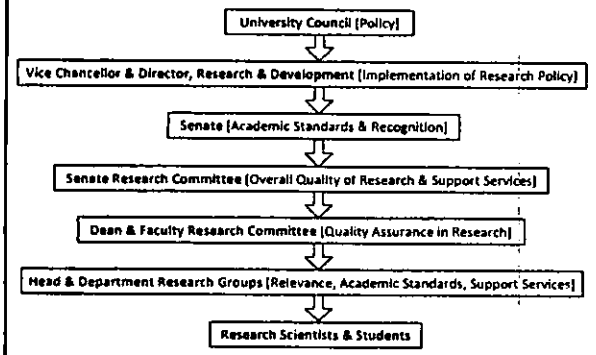 University Council [Policy]
Vice Chancellor & Director, Research & Development [Implementation of Research Policy]
Senate [Academic Standards & Recognition]
Senate Research Committee [Overall Quality of Research & Support Services]
Dean & Faculty Research Committee [Quality Assurance in Research]
Head & Department Research Groups [Relevance, Academic Standards, Support Services]
Research Scientists & Students